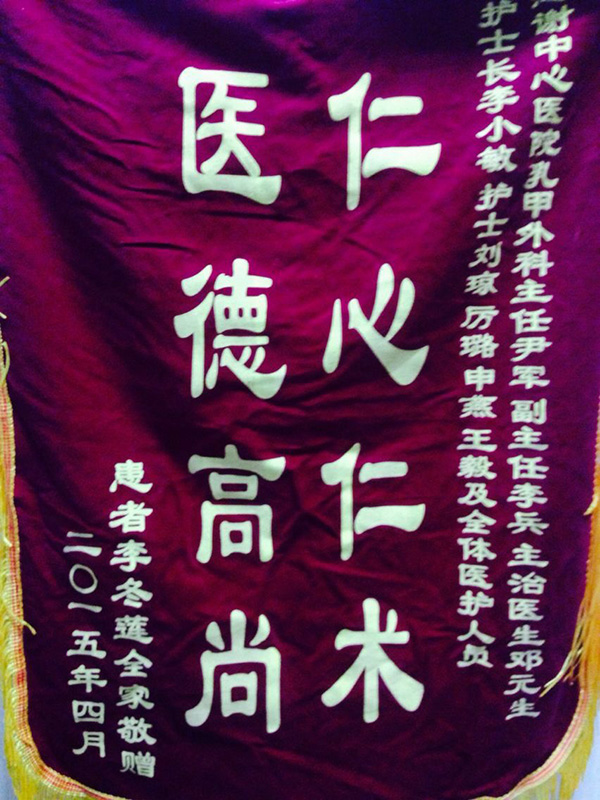 感谢中心医院乳甲外科主任尹军 副主任李兵 主治医生邓元生
护士长李小敏 护士刘琼 厉璐 申燕 王毅及全体医护人员
仁心仁术
医德高尚
患者李冬莲全家敬赠
二〇一五年四月